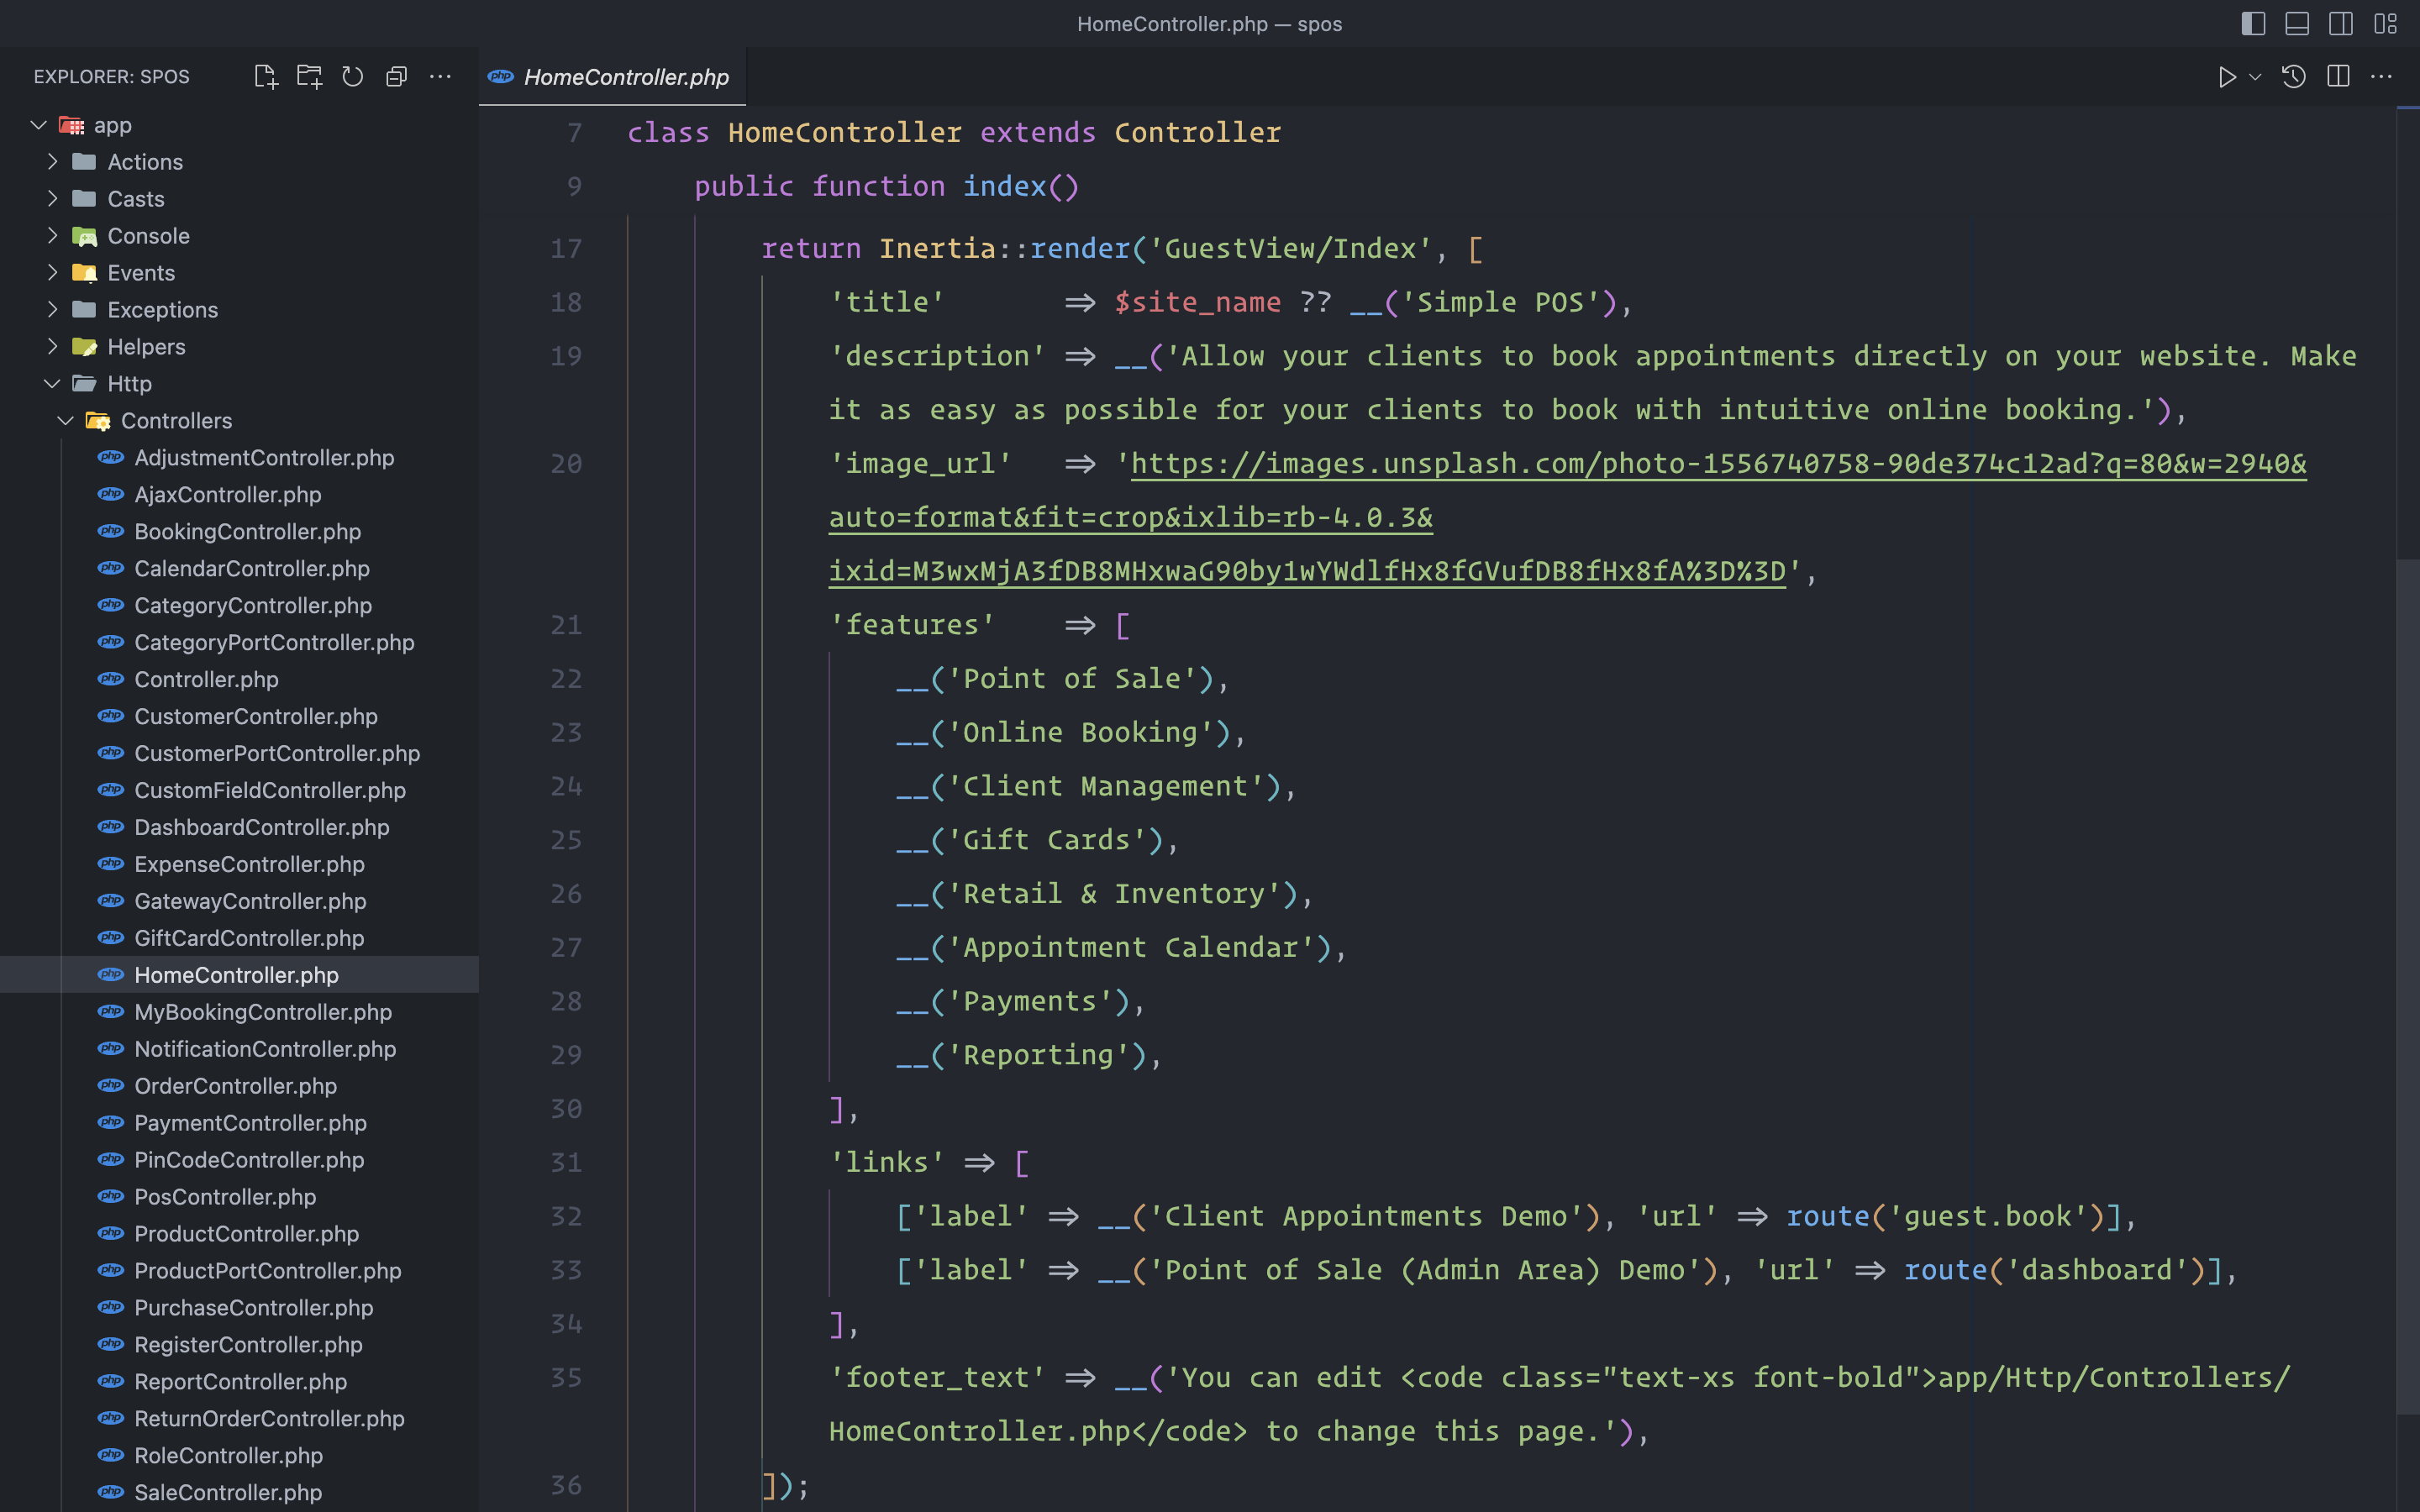 HomeController.php — spos
EXPLORER: SPOS
app
Actions
Casts
Console
Events
Exceptions
Helpers
Http
Controllers
AdjustmentController.php
AjaxController.php
BookingController.php
CalendarController.php
CategoryController.php
CategoryPortController.php
Controller.php
CustomerController.php
CustomerPortController.php
CustomFieldController.php
DashboardController.php
ExpenseController.php
GatewayController.php
GiftCardController.php
HomeController.php
MyBookingController.php
NotificationController.php
OrderController.php
PaymentController.php
PinCodeController.php
PosController.php
ProductController.php
ProductPortController.php
PurchaseController.php
RegisterController.php
ReportController.php
ReturnOrderController.php
RoleController.php
SaleController.php
php HomeController.php
7 class HomeController extends Controller
9 public function index()
17 return Inertia::render('GuestView/Index', [
18 'title' => $site_name ?? __('Simple POS'),
19 'description' => __('Allow your clients to book appointments directly on your website. Make
it as easy as possible for your clients to book with intuitive online booking.'),
20 'image_url' => 'https://images.unsplash.com/photo-1556740758-90de374c12ad?q=80&w=2940&
auto=format&fit=crop&ixlib=rb-4.0.3&
ixid=M3wxMjA3fDB8MHxwaG90by1wYWdlfHx8fGVufDB8fHx8fA%3D%3D',
21 'features' => [
22 __('Point of Sale'),
23 __('Online Booking'),
24 __('Client Management'),
25 __('Gift Cards'),
26 __('Retail & Inventory'),
27 __('Appointment Calendar'),
28 __('Payments'),
29 __('Reporting'),
30 ],
31 'links' => [
32 ['label' => __('Client Appointments Demo'), 'url' => route('guest.book')],
33 ['label' => __('Point of Sale (Admin Area) Demo'), 'url' => route('dashboard')],
34 ],
35 'footer_text' => __('You can edit <code class="text-xs font-bold">app/Http/Controllers/
HomeController.php</code> to change this page.'),
36 ]);